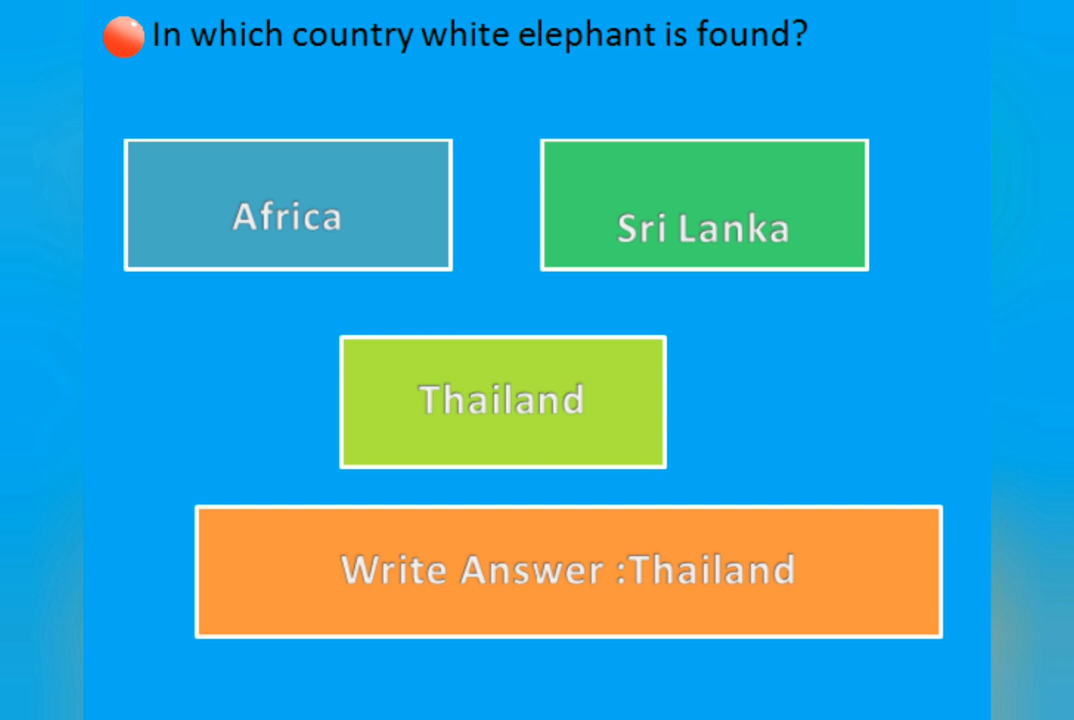 In which country white elephant is found?
Africa
Sri Lanka
Thailand
Write Answer :Thailand